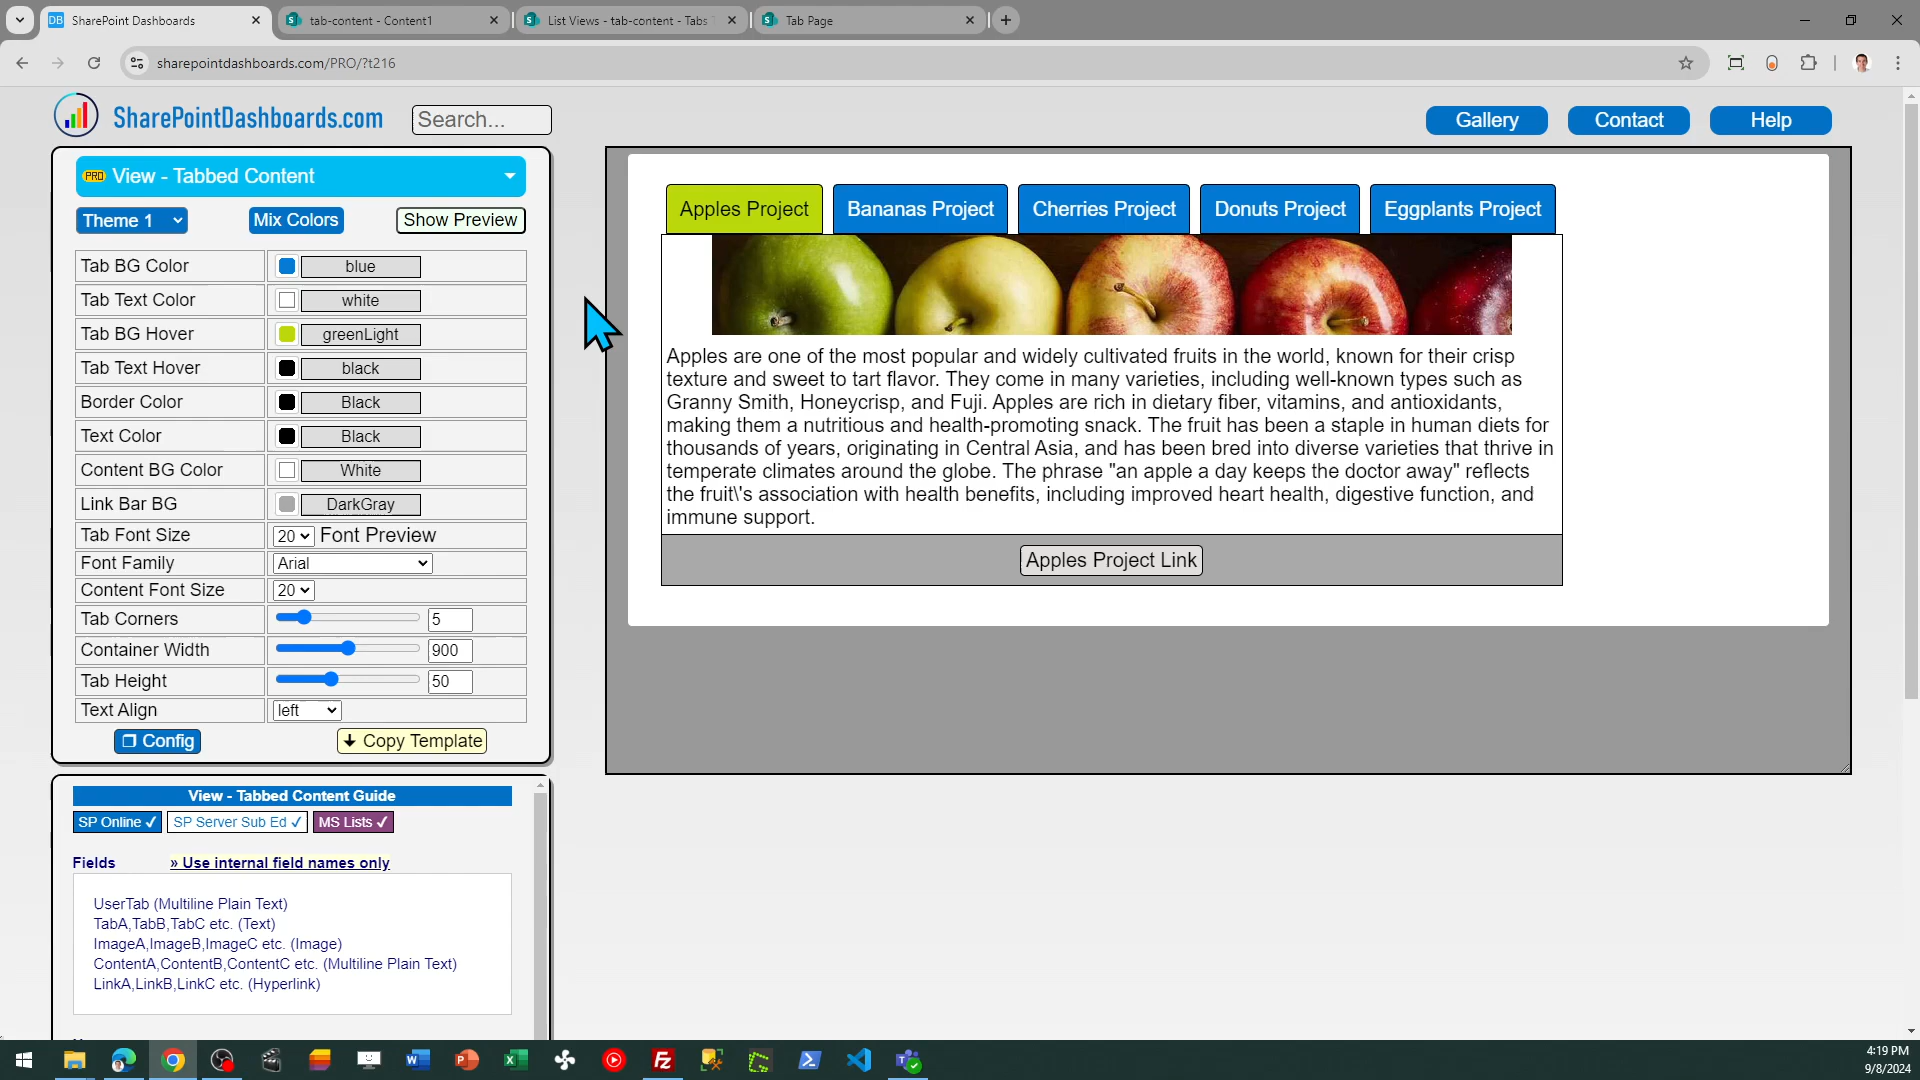 DB SharePoint Dashboards
tab-content - Content1
List Views - tab-content - Tabs
Tab Page
sharepointdashboards.com/PRO/?t216
SharePointDashboards.com
Search...
Gallery
Contact
Help
PRO View - Tabbed Content
Theme 1
Mix Colors
Show Preview
Tab BG Color
blue
Tab Text Color
white
Tab BG Hover
greenLight
Tab Text Hover
black
Border Color
Black
Text Color
Black
Content BG Color
White
Link Bar BG
DarkGray
Tab Font Size
20
Font Preview
Font Family
Arial
Content Font Size
20
Tab Corners
5
Container Width
900
Tab Height
50
Text Align
left
Config
Copy Template
View - Tabbed Content Guide
SP Online ✓
SP Server Sub Ed ✓
MS Lists ✓
Fields
» Use internal field names only
UserTab (Multiline Plain Text)
TabA,TabB,TabC etc. (Text)
ImageA,ImageB,ImageC etc. (Image)
ContentA,ContentB,ContentC etc. (Multiline Plain Text)
LinkA,LinkB,LinkC etc. (Hyperlink)
Apples Project
Bananas Project
Cherries Project
Donuts Project
Eggplants Project
Apples are one of the most popular and widely cultivated fruits in the world, known for their crisp
texture and sweet to tart flavor. They come in many varieties, including well-known types such as
Granny Smith, Honeycrisp, and Fuji. Apples are rich in dietary fiber, vitamins, and antioxidants,
making them a nutritious and health-promoting snack. The fruit has been a staple in human diets for
thousands of years, originating in Central Asia, and has been bred into diverse varieties that thrive in
temperate climates around the globe. The phrase "an apple a day keeps the doctor away" reflects
the fruit\'s association with health benefits, including improved heart health, digestive function, and
immune support.
Apples Project Link
4:19 PM
9/8/2024